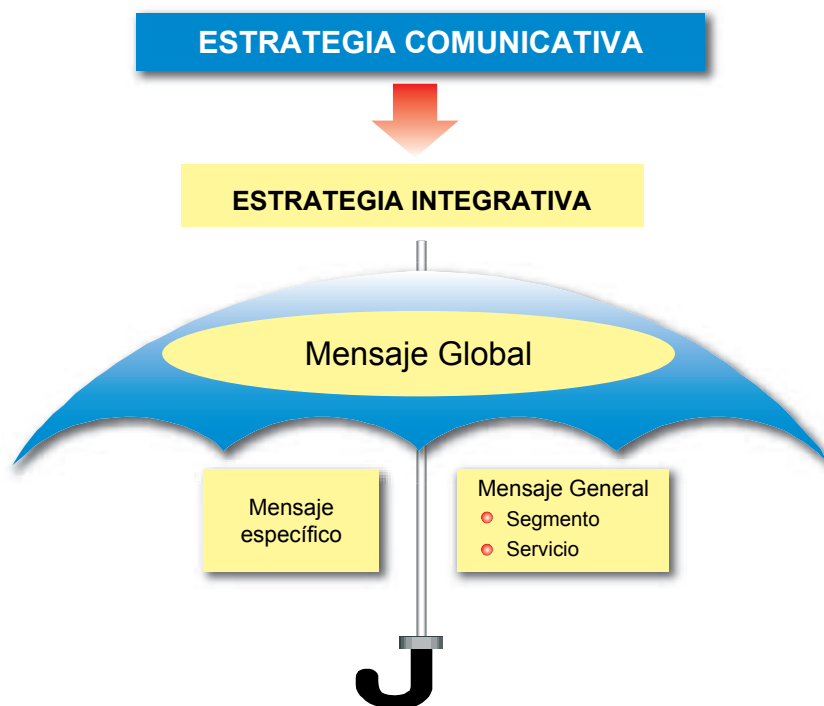 ESTRATEGIA COMUNICATIVA
ESTRATEGIA INTEGRATIVA
Mensaje Global
Mensaje
específico
Mensaje General
Segmento
Servicio